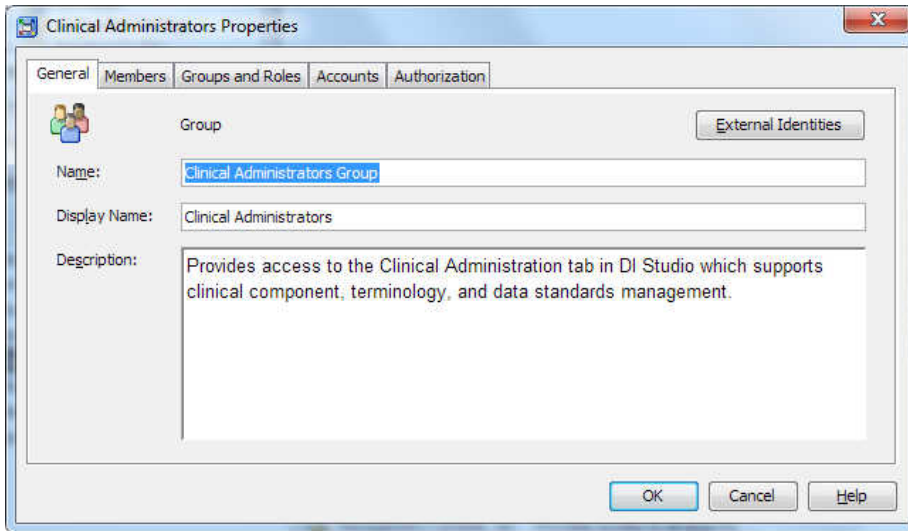 Clinical Administrators Properties
General Members Groups and Roles Accounts Authorization
Group External Identities
Name: Clinical Administrators Group
Display Name: Clinical Administrators
Description: Provides access to the Clinical Administration tab in DI Studio which supports
clinical component, terminology, and data standards management.
OK Cancel Help